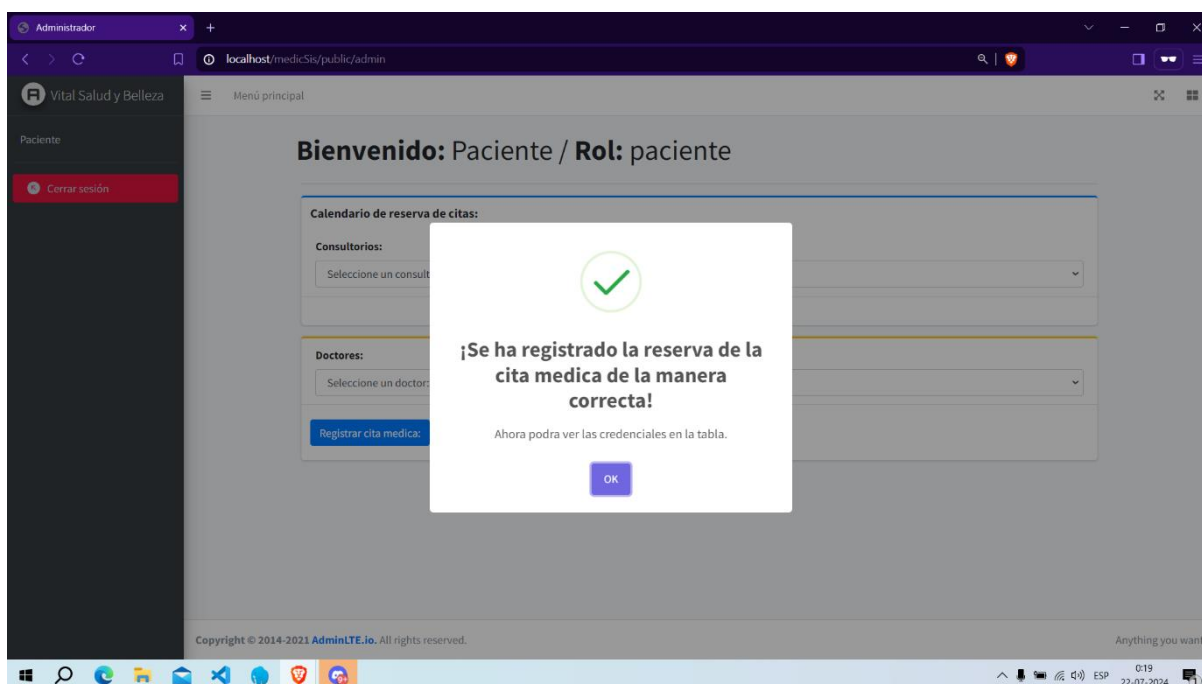 Administrador
localhost/medicSis/public/admin
Vital Salud y Belleza
Menú principal
Paciente
Cerrar sesión
Bienvenido: Paciente / Rol: paciente
Calendario de reserva de citas:
Consultorios:
Seleccione un consult
Doctores:
Seleccione un doctor:
Registrar cita medica:
¡Se ha registrado la reserva de la
cita medica de la manera
correcta!
Ahora podra ver las credenciales en la tabla.
OK
Copyright © 2014-2021 AdminLTE.io. All rights reserved.
Anything you want
ESP
0:19
22-07-2024